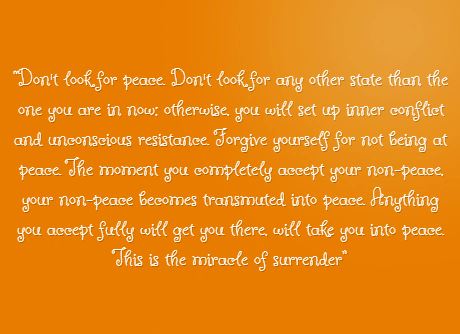 "Don't look for peace. Don't look for any other state than the
one you are in now; otherwise, you will set up inner conflict
and unconscious resistance. Forgive yourself for not being at
peace. The moment you completely accept your non-peace,
your non-peace becomes transmuted into peace. Anything
you accept fully will get you there, will take you into peace.
This is the miracle of surrender"